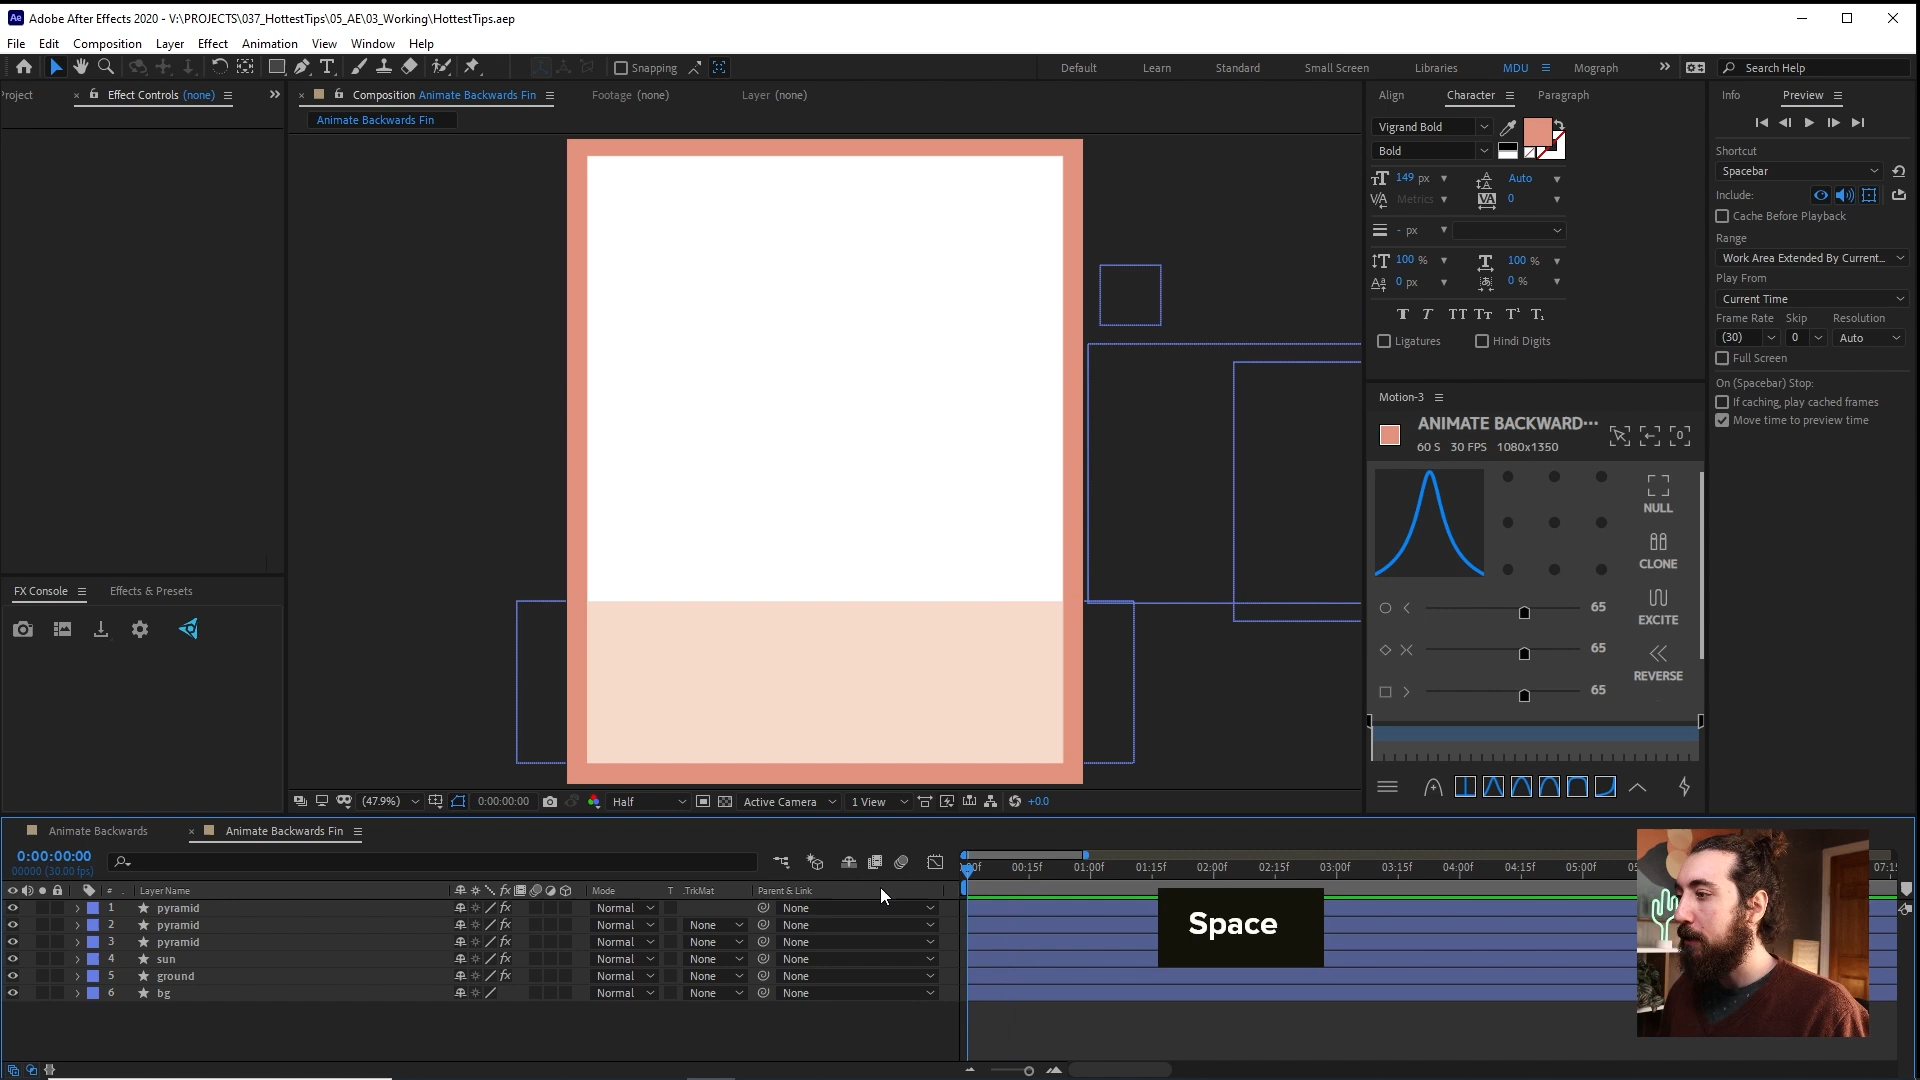 Adobe After Effects 2020 - V:\PROJECTS\037_HottestTips\05_AE\03_Working\HottestTips.aep
File Edit Composition Layer Effect Animation View Window Help
Snapping
Default Learn Standard Small Screen Libraries MDU Mograph
Search Help
roject
Effect Controls (none)
Composition Animate Backwards Fin
Footage (none)
Layer (none)
Animate Backwards Fin
Align Character Paragraph
Vigrand Bold
Bold
149 px
Auto
Metrics
0
- px
100 %
100 %
0 px
0 %
Ligatures
Hindi Digits
Motion-3
ANIMATE BACKWARD···
60 S 30 FPS 1080x1350
NULL
CLONE
EXCITE
REVERSE
65
65
65
Info Preview
Shortcut
Spacebar
Include:
Cache Before Playback
Range
Work Area Extended By Current...
Play From
Current Time
Frame Rate Skip Resolution
(30) 0 Auto
Full Screen
On (Spacebar) Stop:
If caching, play cached frames
Move time to preview time
FX Console
Effects & Presets
(47.9%) 0:00:00:00 Half Active Camera 1 View +0.0
Animate Backwards
Animate Backwards Fin
0:00:00:00
00000 (30.00 fps)
00:15f 01:00f 01:15f 02:00f 02:15f 03:00f 03:15f 04:00f 04:15f 05:00f
# Layer Name Mode T .TrkMat Parent & Link
1 pyramid Normal None
2 pyramid Normal None None
3 pyramid Normal None None
4 sun Normal None None
5 ground Normal None None
6 bg Normal None None
Space